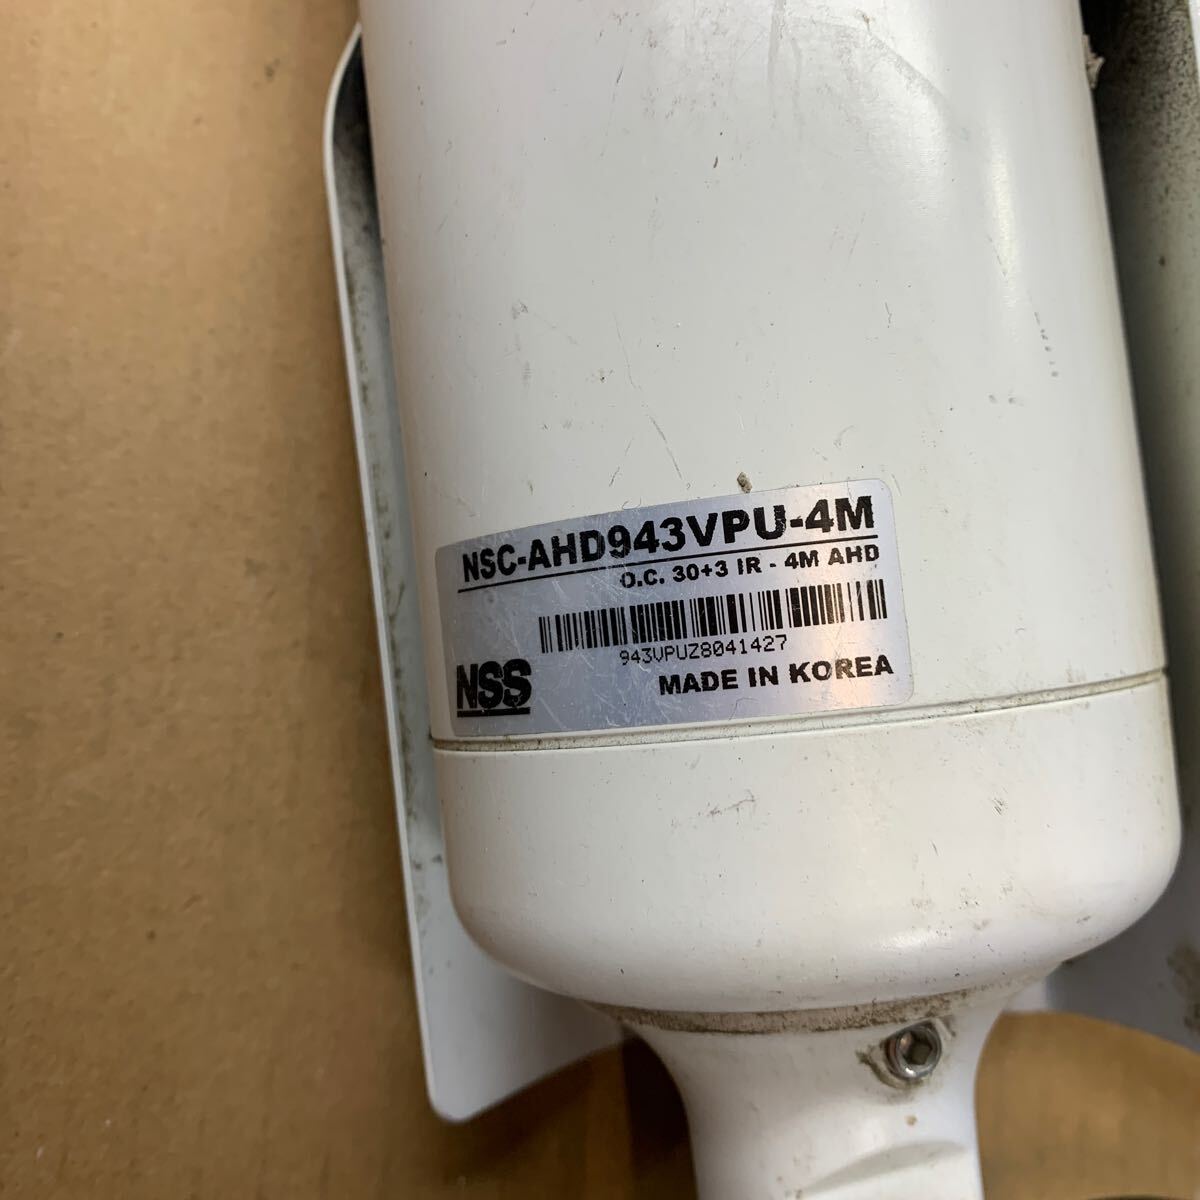 NSC-AHD943VPU-4M
O.C. 30+3 IR - 4M AHD
943VPUZ8041427
NSS
MADE IN KOREA